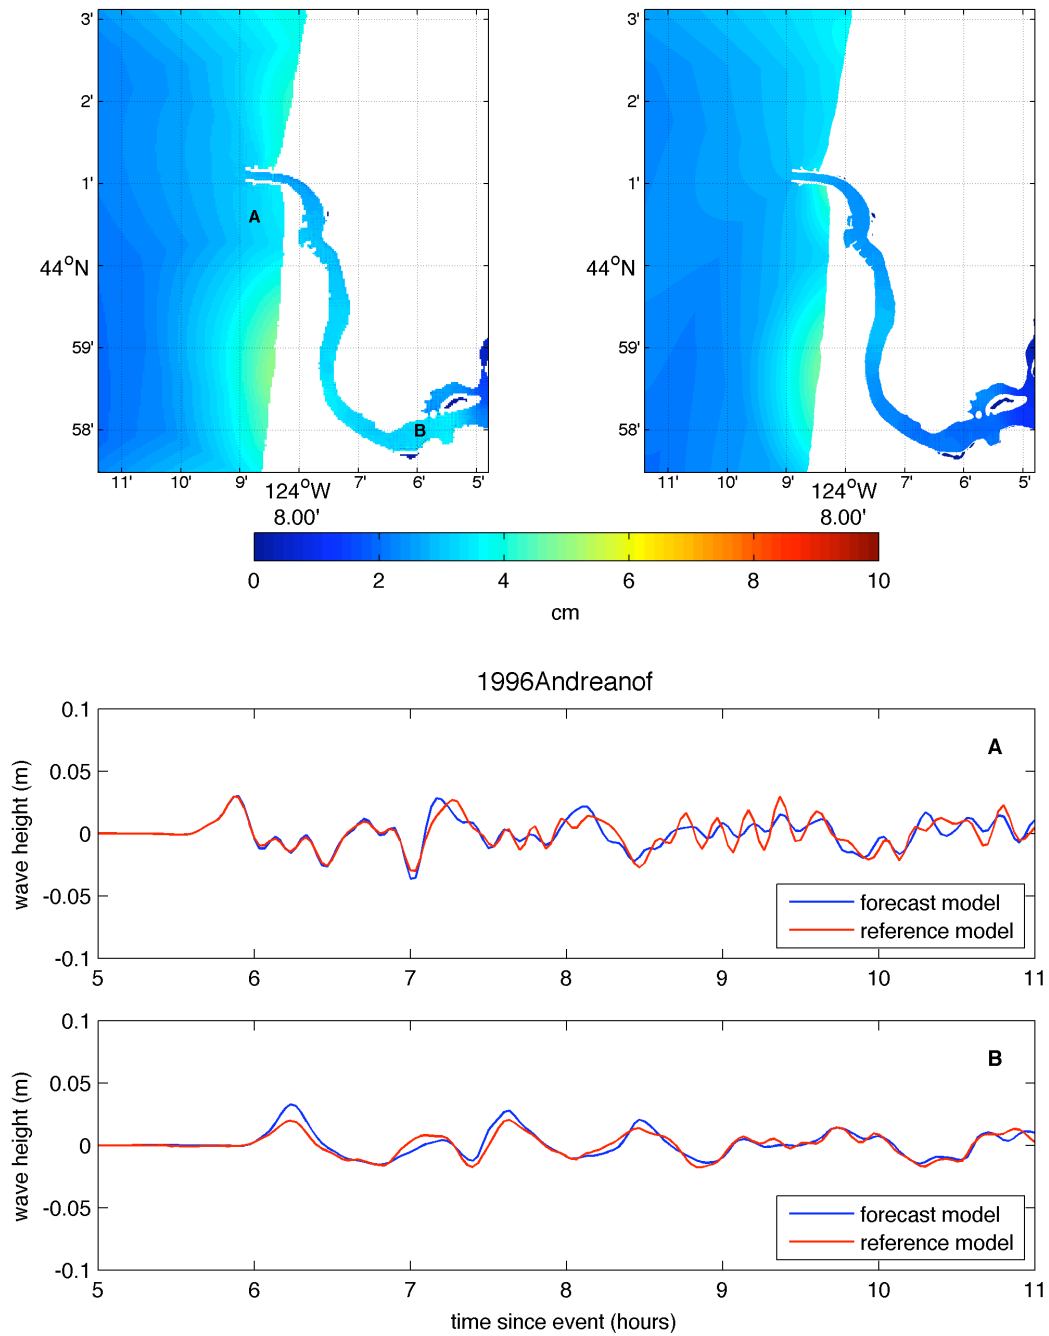 3'
2'
1'
44°N
59'
58'
A
B
11' 10' 9' 124°W 7' 6' 5'
8.00'
3'
2'
1'
44°N
59'
58'
11' 10' 9' 124°W 7' 6' 5'
8.00'
0 2 4 6 8 10
cm
1996Andreanof
0.1
0.05
0
-0.05
-0.1
wave height (m)
A
forecast model
reference model
5 6 7 8 9 10 11
0.1
0.05
0
-0.05
-0.1
wave height (m)
B
forecast model
reference model
5 6 7 8 9 10 11
time since event (hours)